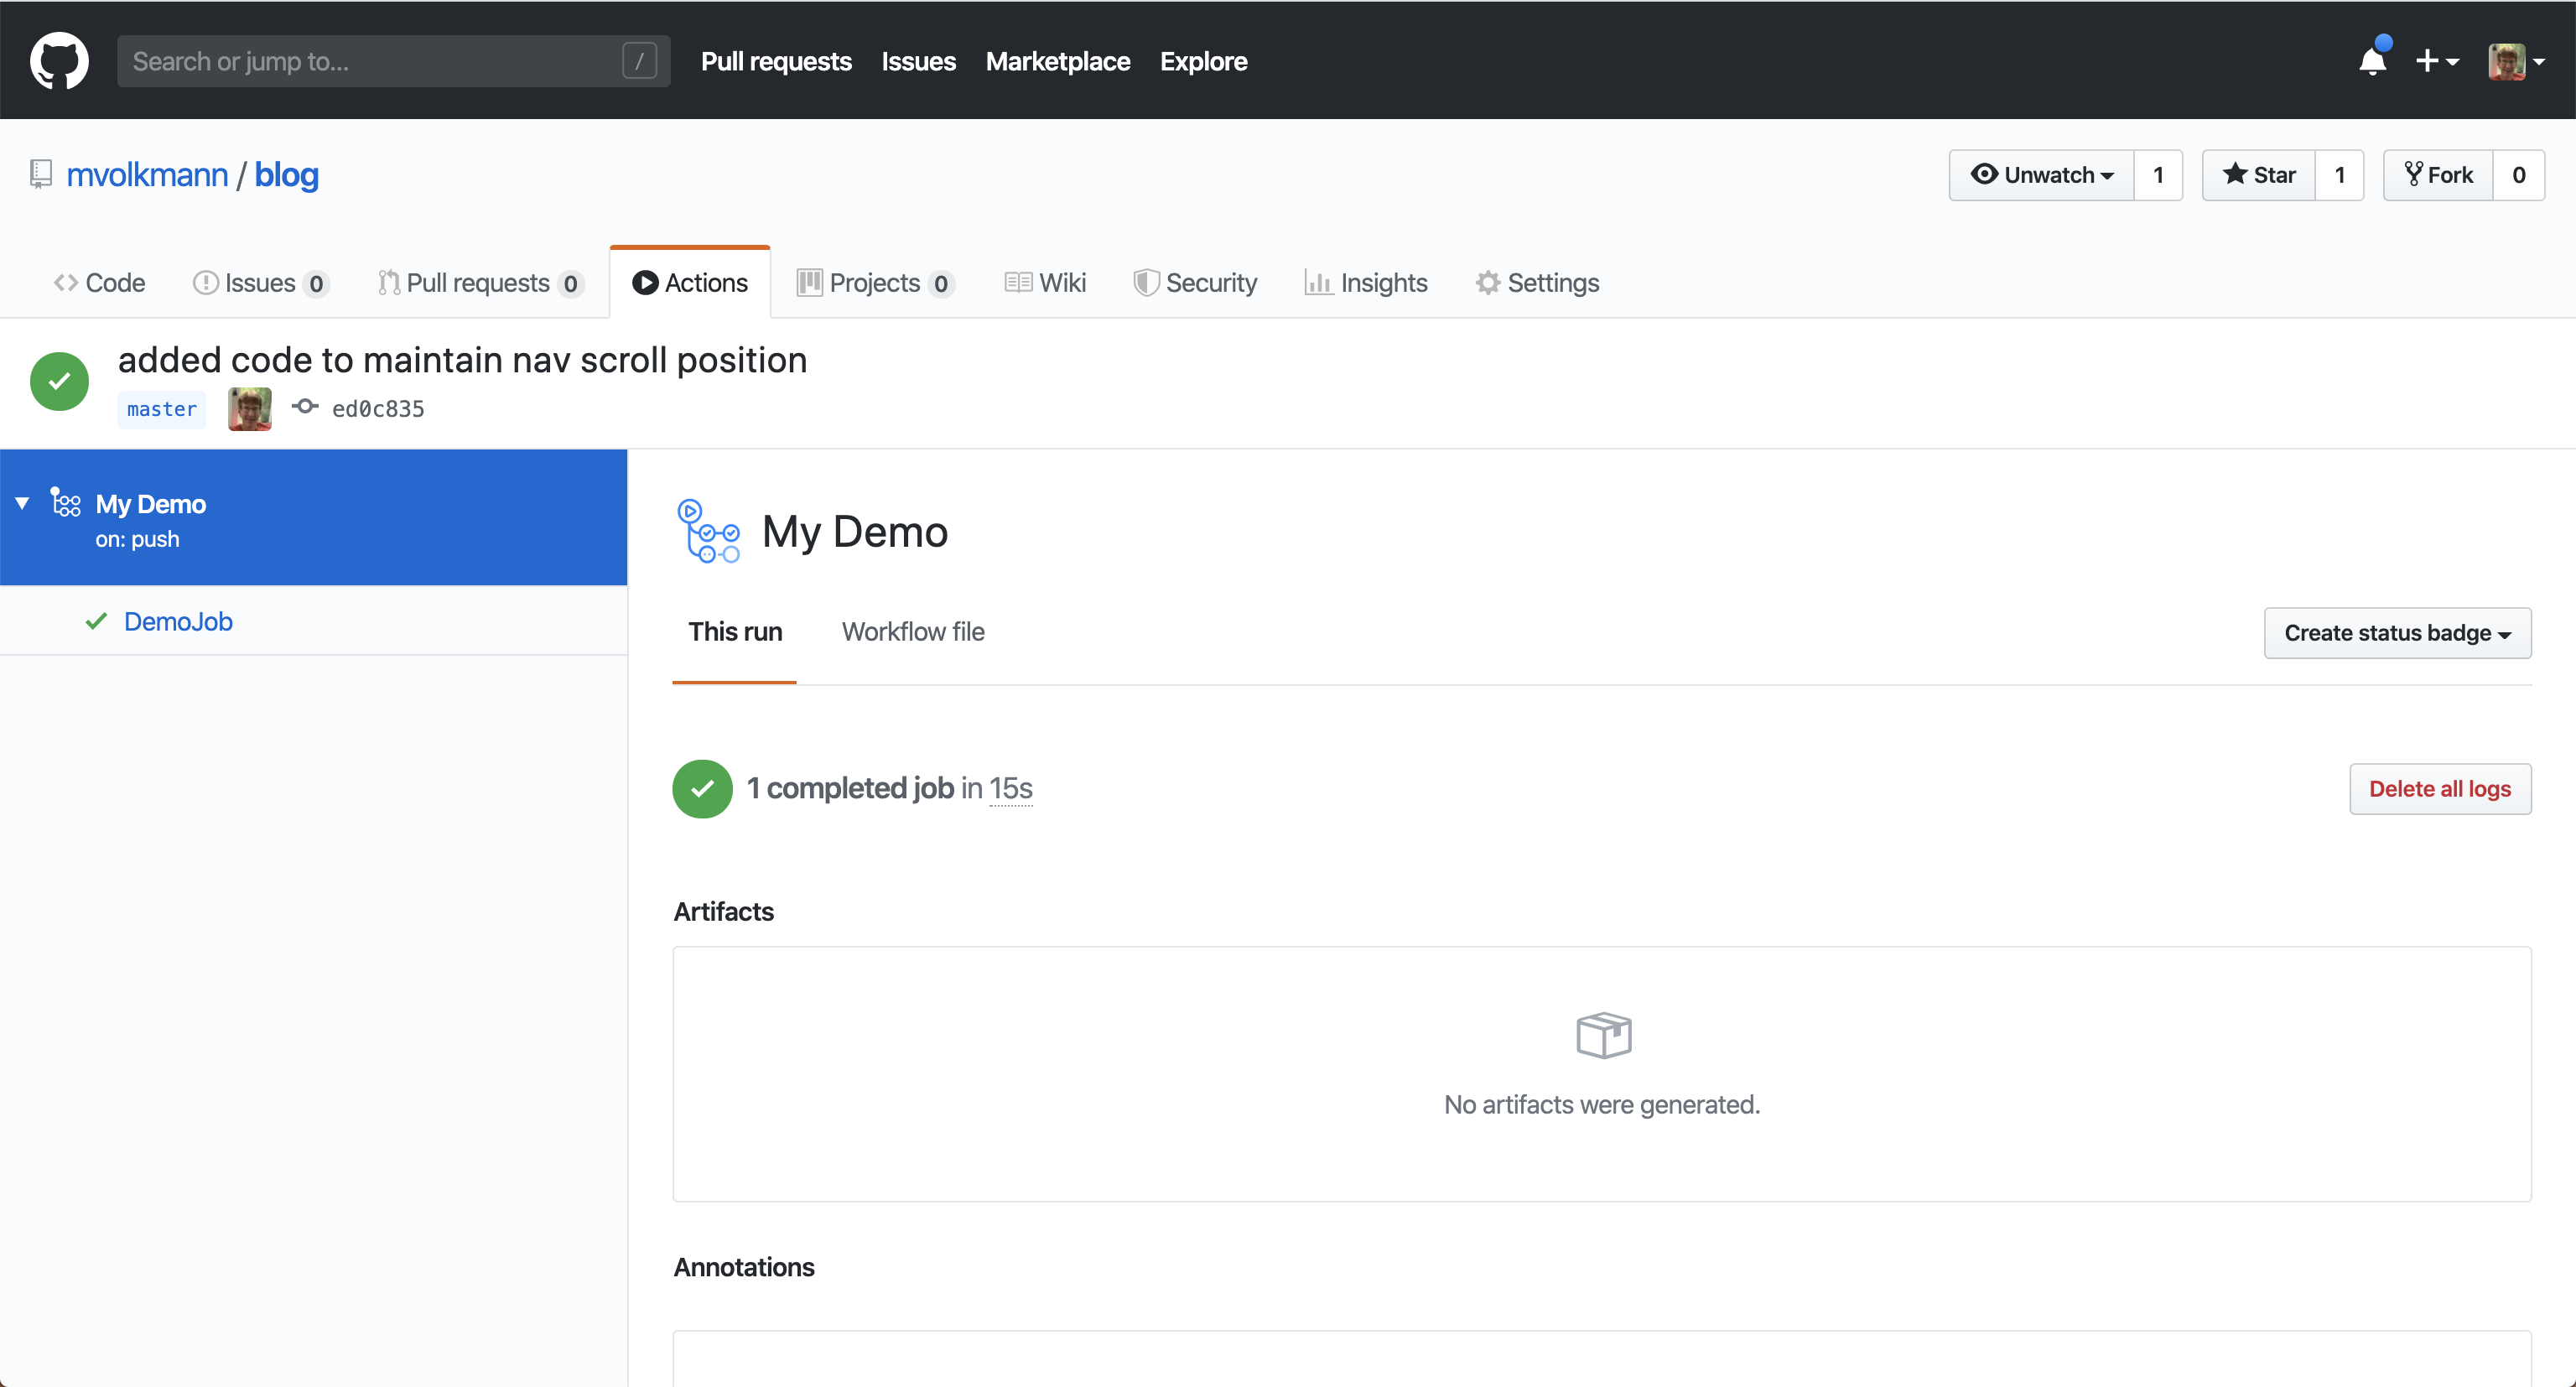 Search or jump to... / Pull requests Issues Marketplace Explore
mvolkmann / blog Unwatch 1 Star 1 Fork 0
Code Issues 0 Pull requests 0 Actions Projects 0 Wiki Security Insights Settings
added code to maintain nav scroll position
master ed0c835
My Demo
on: push
DemoJob
My Demo
This run Workflow file Create status badge
1 completed job in 15s Delete all logs
Artifacts
No artifacts were generated.
Annotations